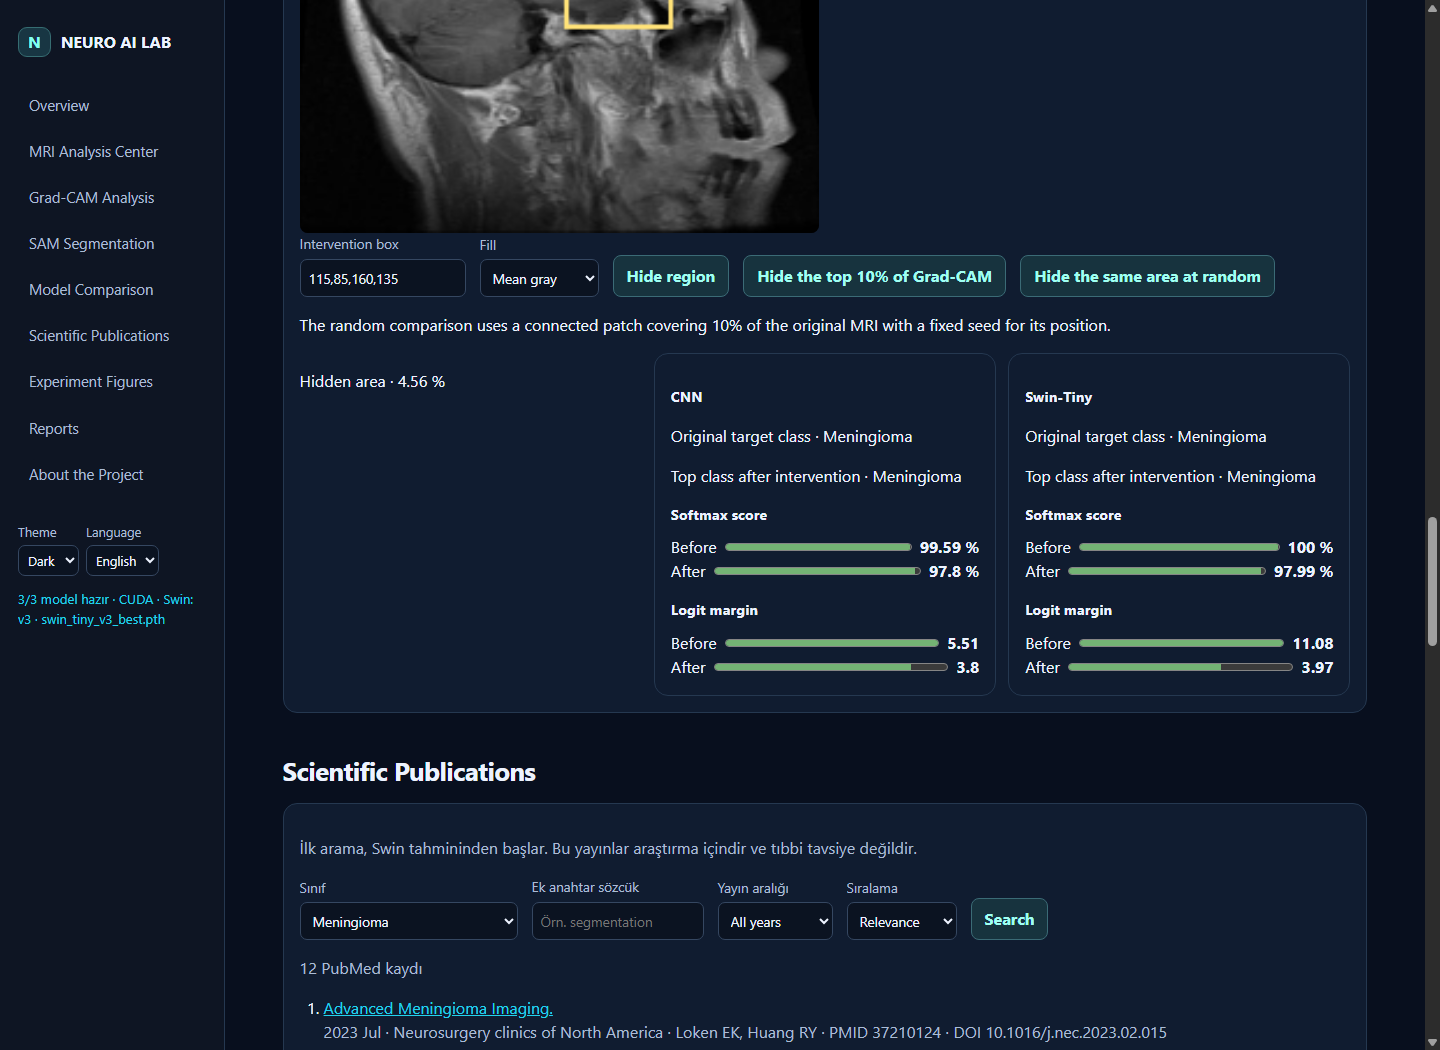 N NEURO AI LAB
Overview
MRI Analysis Center
Grad-CAM Analysis
SAM Segmentation
Model Comparison
Scientific Publications
Experiment Figures
Reports
About the Project
Theme Language
Dark English
3/3 model hazır · CUDA · Swin:
v3 · swin_tiny_v3_best.pth
Intervention box Fill
115,85,160,135 Mean gray Hide region Hide the top 10% of Grad-CAM Hide the same area at random
The random comparison uses a connected patch covering 10% of the original MRI with a fixed seed for its position.
Hidden area · 4.56 %
CNN
Original target class · Meningioma
Top class after intervention · Meningioma
Softmax score
Before 99.59 %
After 97.8 %
Logit margin
Before 5.51
After 3.8
Swin-Tiny
Original target class · Meningioma
Top class after intervention · Meningioma
Softmax score
Before 100 %
After 97.99 %
Logit margin
Before 11.08
After 3.97
Scientific Publications
İlk arama, Swin tahmininden başlar. Bu yayınlar araştırma içindir ve tıbbi tavsiye değildir.
Sınıf Ek anahtar sözcük Yayın aralığı Sıralama
Meningioma Örn. segmentation All years Relevance Search
12 PubMed kaydı
1. Advanced Meningioma Imaging.
2023 Jul · Neurosurgery clinics of North America · Loken EK, Huang RY · PMID 37210124 · DOI 10.1016/j.nec.2023.02.015